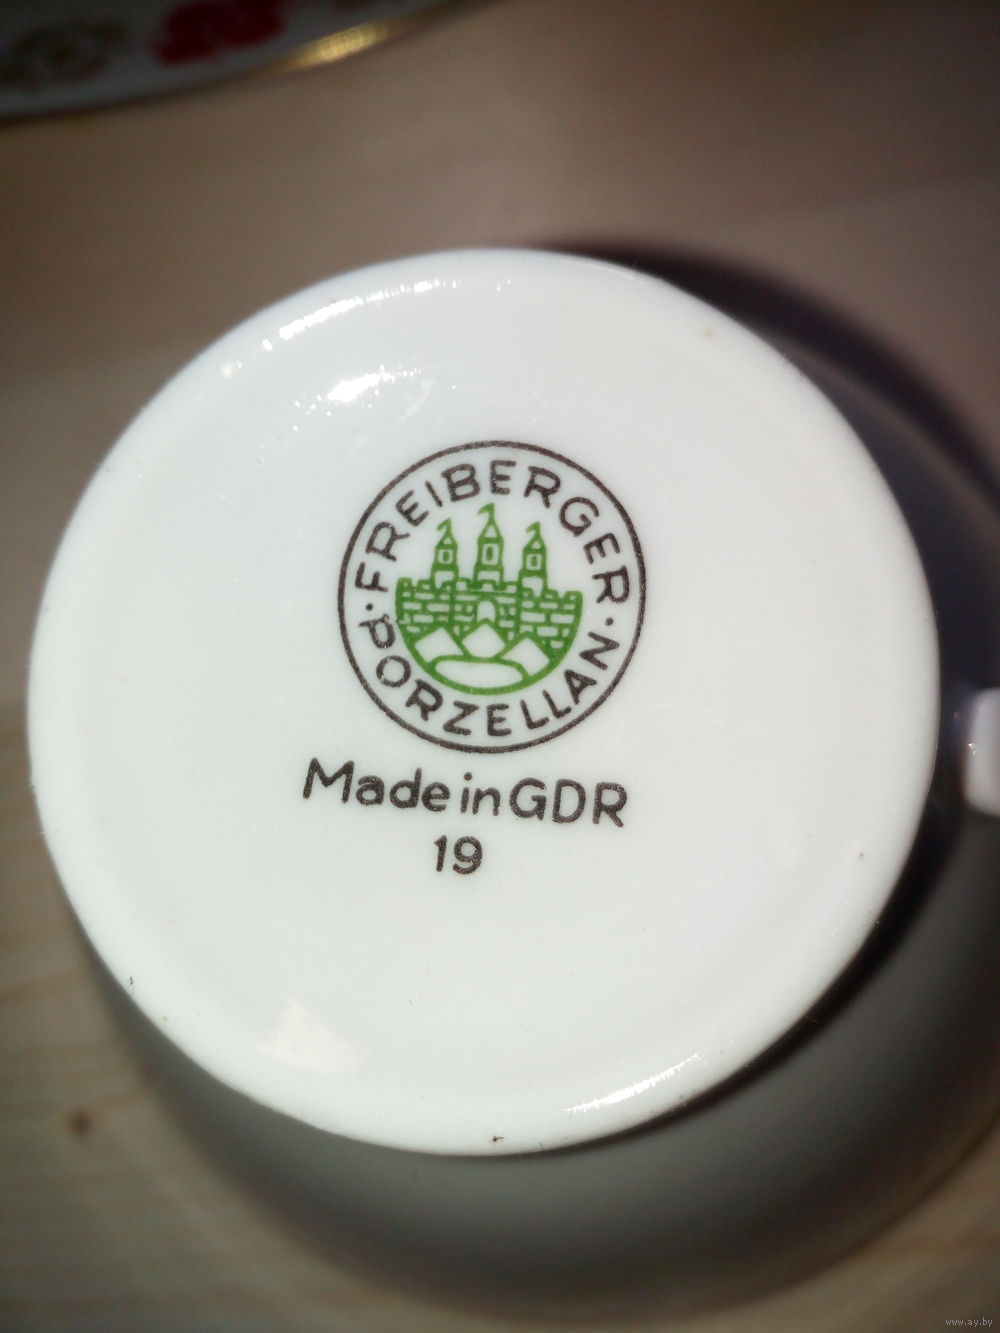 FREIBERGER
PORZELLAN
Made in GDR
19
www.ay.by